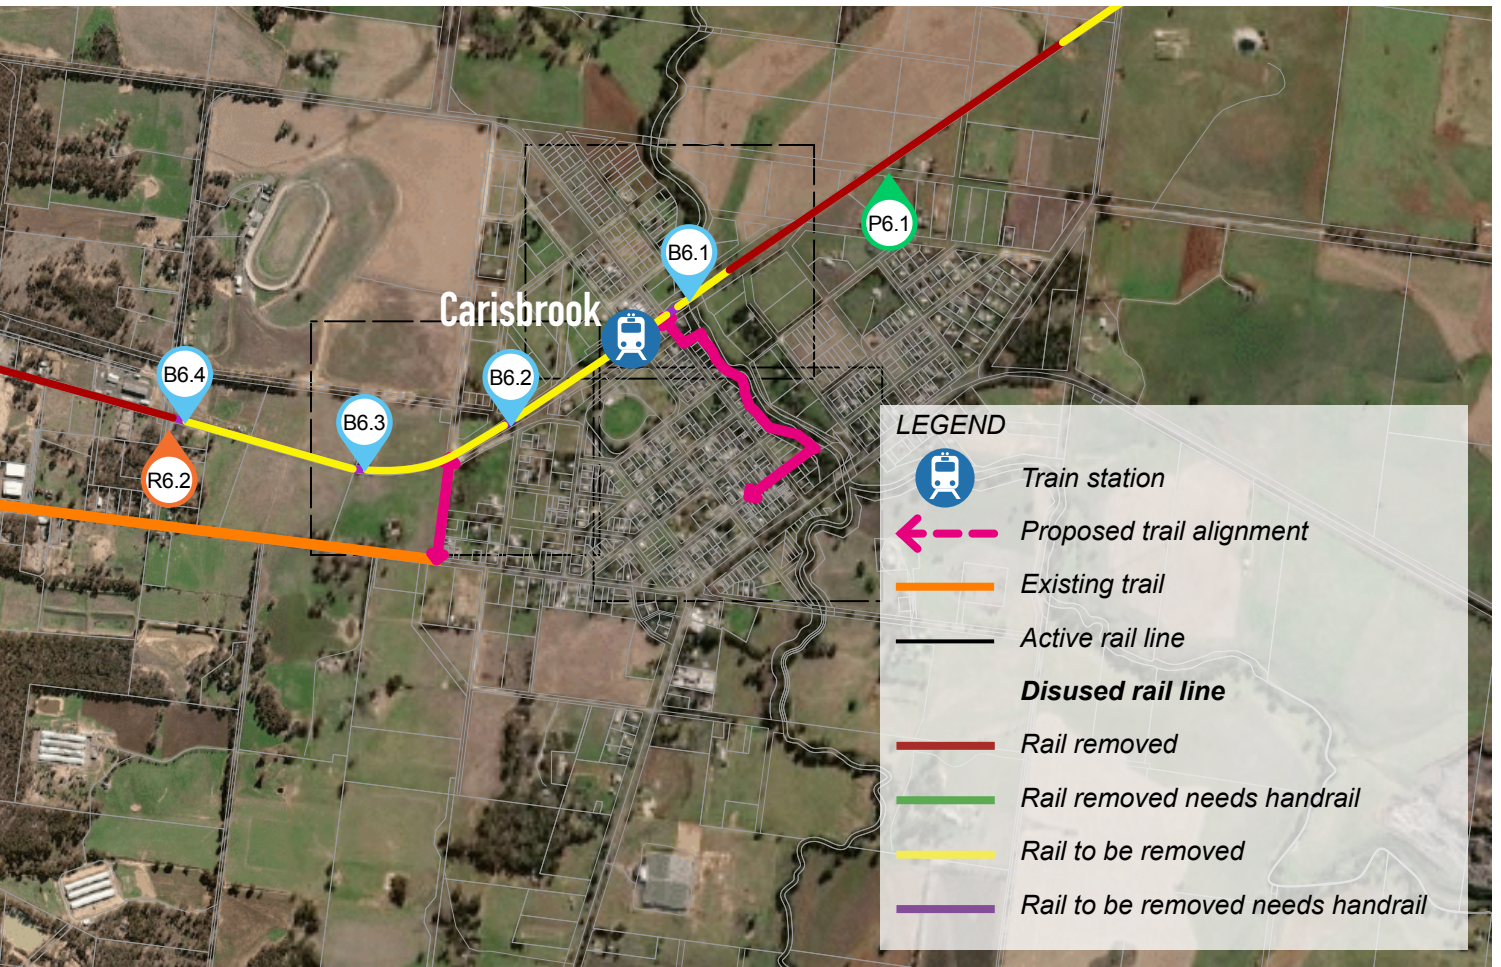 P6.1
B6.1
Carisbrook
B6.2
B6.4
B6.3
R6.2
LEGEND
Train station
Proposed trail alignment
Existing trail
Active rail line
Disused rail line
Rail removed
Rail removed needs handrail
Rail to be removed
Rail to be removed needs handrail